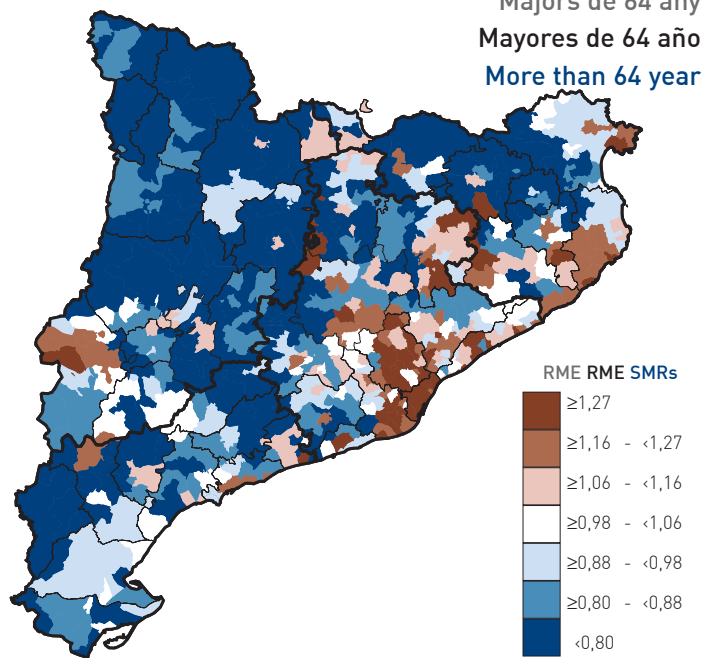 Majors de 64 any
Mayores de 64 año
More than 64 year
RME RME SMRs
≥1,27
≥1,16 - <1,27
≥1,06 - <1,16
≥0,98 - <1,06
≥0,88 - <0,98
≥0,80 - <0,88
<0,80